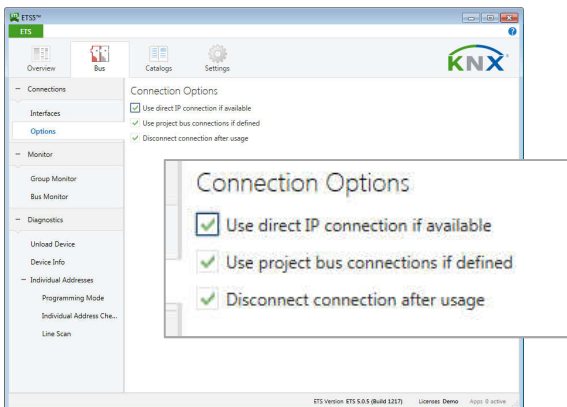 ETS5™
ETS
Overview
Bus
Catalogs
Settings
KNX
Connections
Interfaces
Options
Monitor
Group Monitor
Bus Monitor
Diagnostics
Unload Device
Device Info
Individual Addresses
Programming Mode
Individual Address Che...
Line Scan
Connection Options
Use direct IP connection if available
Use project bus connections if defined
Disconnect connection after usage
Connection Options
Use direct IP connection if available
Use project bus connections if defined
Disconnect connection after usage
ETS Version ETS 5.0.5 (Build 1217) Licenses Demo Apps 0 active